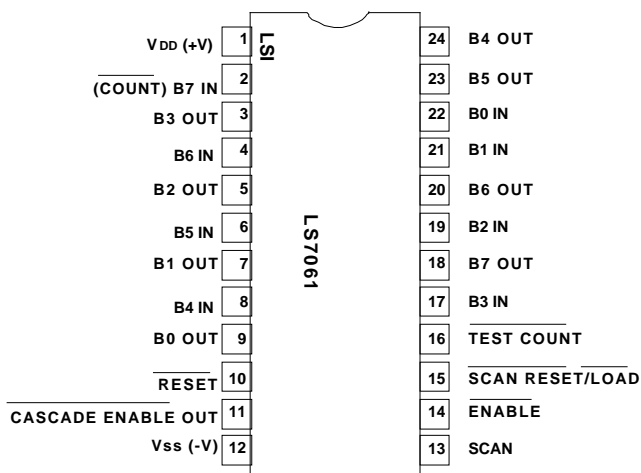 VDD (+V) 1 LSI 24 B4 OUT
(COUNT) B7 IN 2 23 B5 OUT
B3 OUT 3 22 B0 IN
B6 IN 4 21 B1 IN
B2 OUT 5 20 B6 OUT
B5 IN 6 19 B2 IN
B1 OUT 7 LS7061 18 B7 OUT
B4 IN 8 17 B3 IN
B0 OUT 9 16 TEST COUNT
RESET 10 15 SCAN RESET/LOAD
CASCADE ENABLE OUT 11 14 ENABLE
Vss (-V) 12 13 SCAN